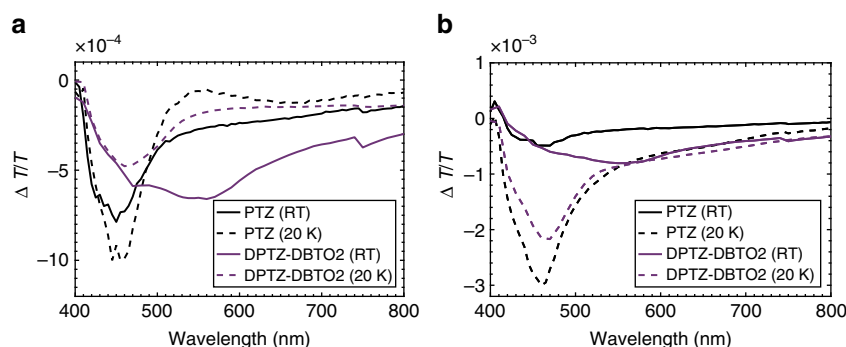 a
×10⁻⁴
0
−5
−10
Δ T/T
400 500 600 700 800
Wavelength (nm)
PTZ (RT)
PTZ (20 K)
DPTZ-DBTO2 (RT)
DPTZ-DBTO2 (20 K)
b
×10⁻³
1
0
−1
−2
−3
Δ T/T
400 500 600 700 800
Wavelength (nm)
PTZ (RT)
PTZ (20 K)
DPTZ-DBTO2 (RT)
DPTZ-DBTO2 (20 K)